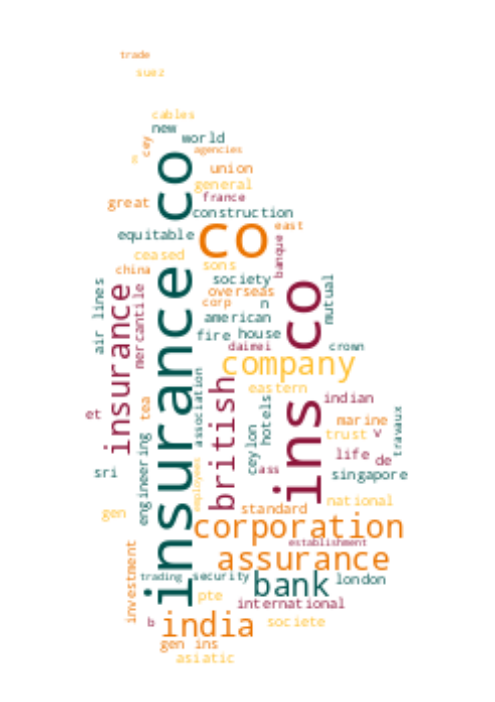 trade
suez
cables
new
world
cey
agencies
union
general
great
france
construction
insurance co
equitable
co
east
ceased
sons
banque
china
society
overseas
corp
n
mutual
american
air lines
insurance
mercantile
fire
house
daimei
crown
company
ins co
eastern
association
british
indian
tea
hotels
et
marine
trust
v
travaux
ceylon
life
de
engineering
ass
sri
singapore
employees
national
gen
standard
corporation
establishment
investment
assurance
trading
security
bank
london
pte
international
b
india
societe
gen ins
asiatic